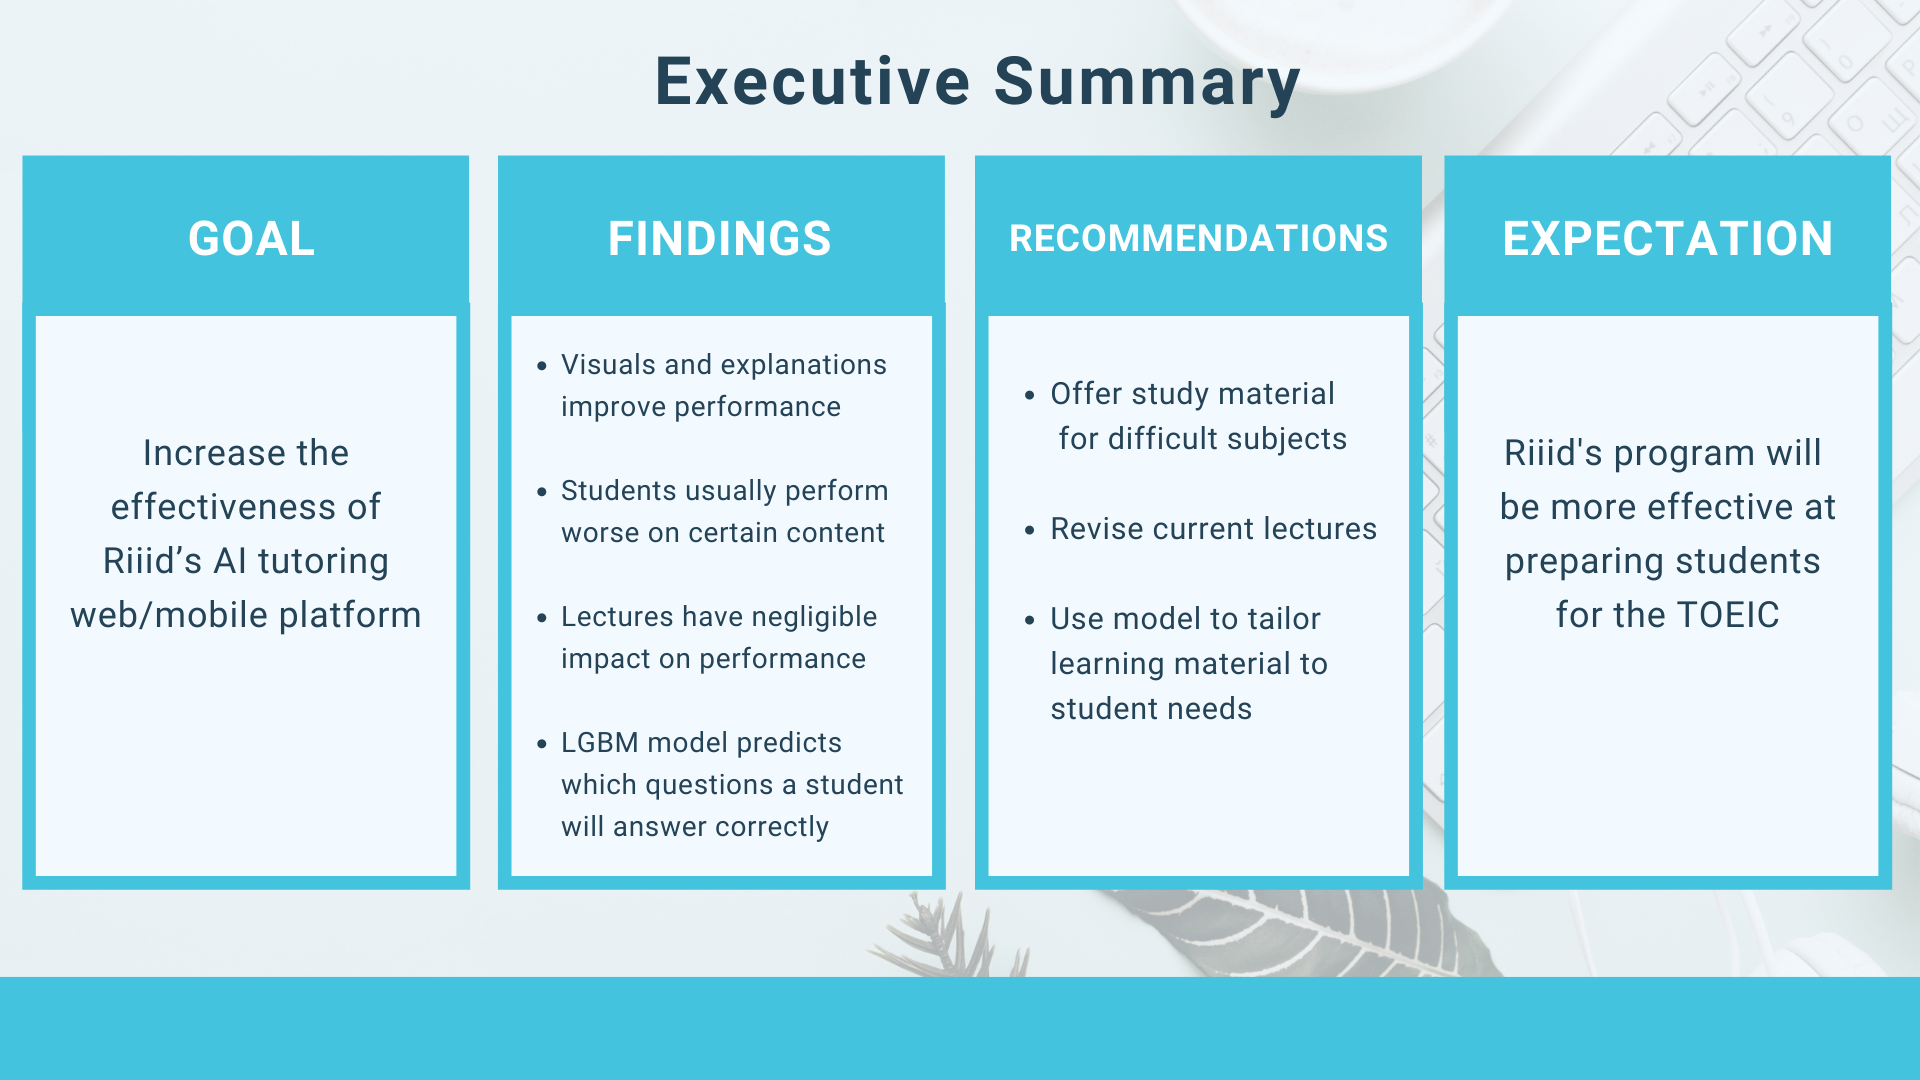 Executive Summary
GOAL
Increase the
effectiveness of
Riiid’s AI tutoring
web/mobile platform
FINDINGS
• Visuals and explanations
improve performance
• Students usually perform
worse on certain content
• Lectures have negligible
impact on performance
• LGBM model predicts
which questions a student
will answer correctly
RECOMMENDATIONS
• Offer study material
for difficult subjects
• Revise current lectures
• Use model to tailor
learning material to
student needs
EXPECTATION
Riiid's program will
be more effective at
preparing students
for the TOEIC